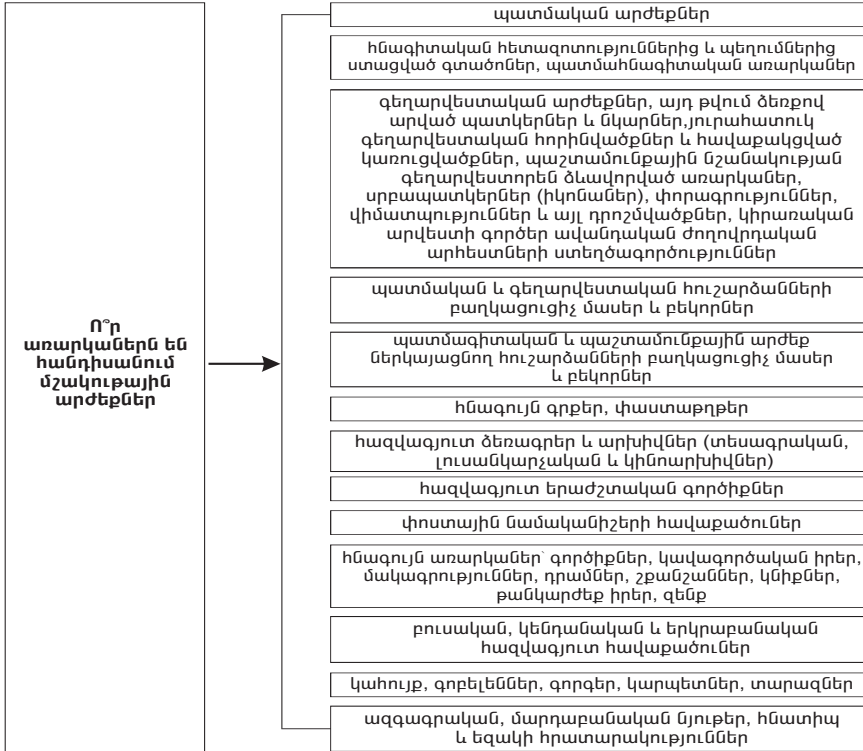 Ո՞ր
առարկաներն են
հանդիսանում
մշակութային
արժեքներ
պատմական արժեքներ
հնագիտական հետազոտություններից և պեղումներից
ստացված գտածոներ, պատմահնագիտական առարկաներ
գեղարվեստական արժեքներ, այդ թվում ձեռքով
արված պատկերներ և նկարներ,յուրահատուկ
գեղարվեստական հորինվածքներ և հավաքակցված
կառուցվածքներ, պաշտամունքային նշանակության
գեղարվեստորեն ձևավորված առարկաներ,
սրբապատկերներ (իկոնաներ), փորագրություններ,
վիմատպություններ և այլ դրոշմվածքներ, կիրառական
արվեստի գործեր ավանդական ժողովրդական
արհեստների ստեղծագործություններ
պատմական և գեղարվեստական հուշարձանների
բաղկացուցիչ մասեր և բեկորներ
պատմագիտական և պաշտամունքային արժեք
ներկայացնող հուշարձանների բաղկացուցիչ մասեր
և բեկորներ
հնագույն գրքեր, փաստաթղթեր
հազվագյուտ ձեռագրեր և արխիվներ (տեսագրական,
լուսանկարչական և կինոարխիվներ)
հազվագյուտ երաժշտական գործիքներ
փոստային նամականիշերի հավաքածուներ
հնագույն առարկաներ՝ գործիքներ, կավագործական իրեր,
մակագրություններ, դրամներ, շքանշաններ, կնիքներ,
թանկարժեք իրեր, զենք
բուսական, կենդանական և երկրաբանական
հազվագյուտ հավաքածուներ
կահույք, գոբելեններ, գորգեր, կարպետներ, տարազներ
ազգագրական, մարդաբանական նյութեր, հնատիպ
և եզակի հրատարակություններ